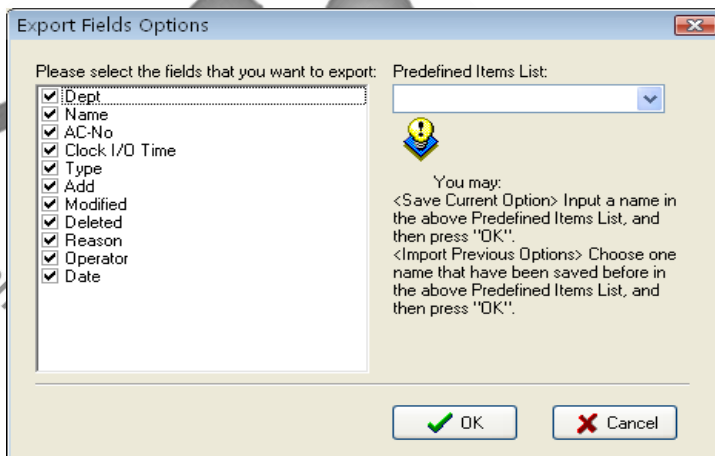 Export Fields Options
Please select the fields that you want to export:
Dept
Name
AC-No
Clock I/O Time
Type
Add
Modified
Deleted
Reason
Operator
Date
Predefined Items List:
You may:
<Save Current Option> Input a name in
the above Predefined Items List, and
then press "OK".
<Import Previous Options> Choose one
name that have been saved before in
the above Predefined Items List, and
then press "OK".
OK
Cancel